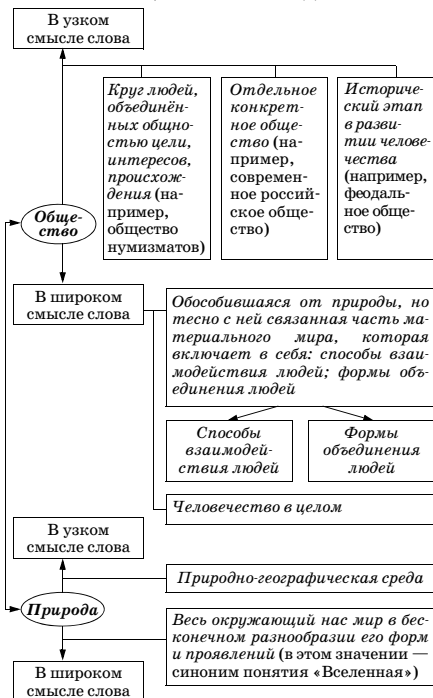 В узком
смысле слова
Круг людей,
объединён-
ных общно-
стью цели,
интересов,
происхож-
дения (на-
пример,
общество
нумизматов)
Отдельное
конкрет-
ное обще-
ство (на-
пример,
современ-
ное россий-
ское обще-
ство)
Историче-
ский этап
в разви-
тии челове-
чества
(например,
феодаль-
ное обще-
ство)
Обще-
ство
В широком
смысле слова
Обособившаяся от природы, но
тесно с ней связанная часть ма-
териального мира, которая
включает в себя: способы взаи-
модействия людей; формы объ-
единения людей
Способы
взаимодей-
ствия людей
Формы
объединения
людей
Человечество в целом
В узком
смысле слова
Природно-географическая среда
Природа
Весь окружающий нас мир в бес-
конечном разнообразии его форм
и проявлений (в этом значении —
синоним понятия «Вселенная»)
В широком
смысле слова